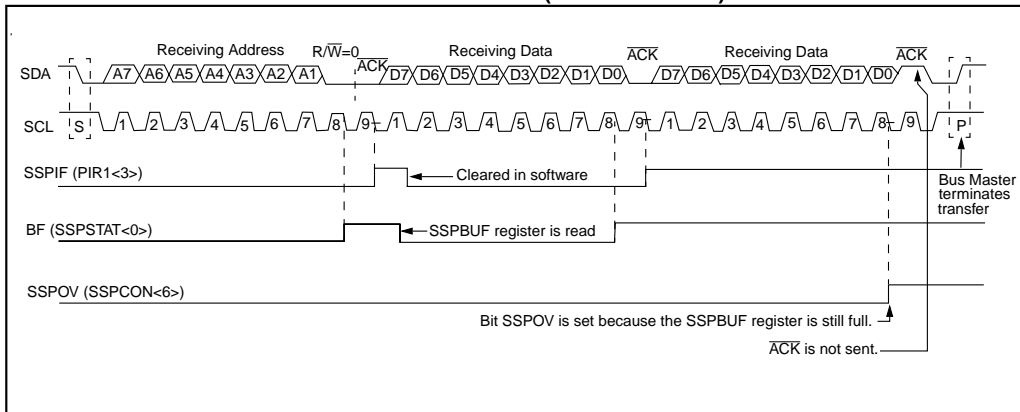 Receiving Address R/W=0 ACK Receiving Data ACK Receiving Data ACK
SDA A7 A6 A5 A4 A3 A2 A1 D7 D6 D5 D4 D3 D2 D1 D0 D7 D6 D5 D4 D3 D2 D1 D0
SCL S 1 2 3 4 5 6 7 8 9 1 2 3 4 5 6 7 8 9 1 2 3 4 5 6 7 8 9 P
SSPIF (PIR1<3>)
Cleared in software
Bus Master
terminates
transfer
BF (SSPSTAT<0>)
SSPBUF register is read
SSPOV (SSPCON<6>)
Bit SSPOV is set because the SSPBUF register is still full.
ACK is not sent.